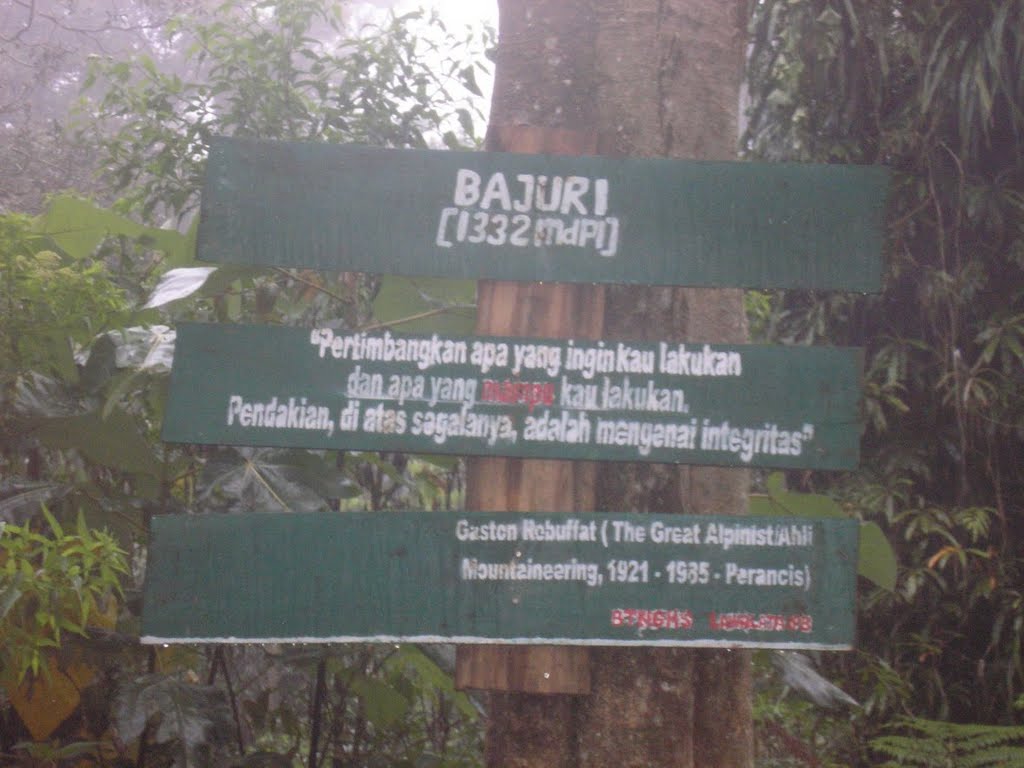 BAJURI
[1332 mdPl]
"Pertimbangkan apa yang ingin kau lakukan
dan apa yang mampu kau lakukan.
Pendakian, di atas segalanya, adalah mengenai integritas"
Gaston Rebuffat ( The Great Alpinist/Ahli
Mountaineering, 1921 - 1985 - Perancis)
BTNGHS